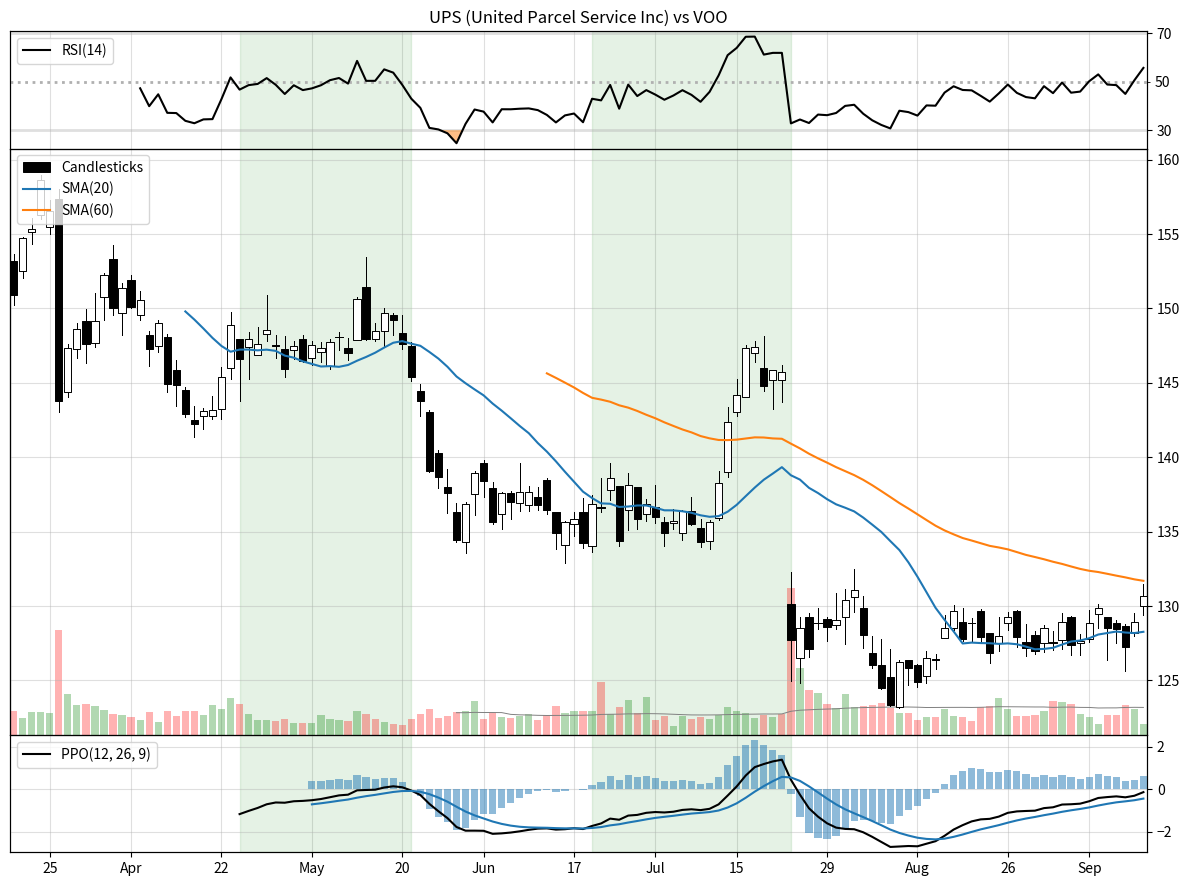 UPS (United Parcel Service Inc) vs VOO
RSI(14)
70
50
30
Candlesticks
SMA(20)
SMA(60)
160
155
150
145
140
135
130
125
PPO(12, 26, 9)
2
0
−2
25 Apr 22 May 20 Jun 17 Jul 15 29 Aug 26 Sep